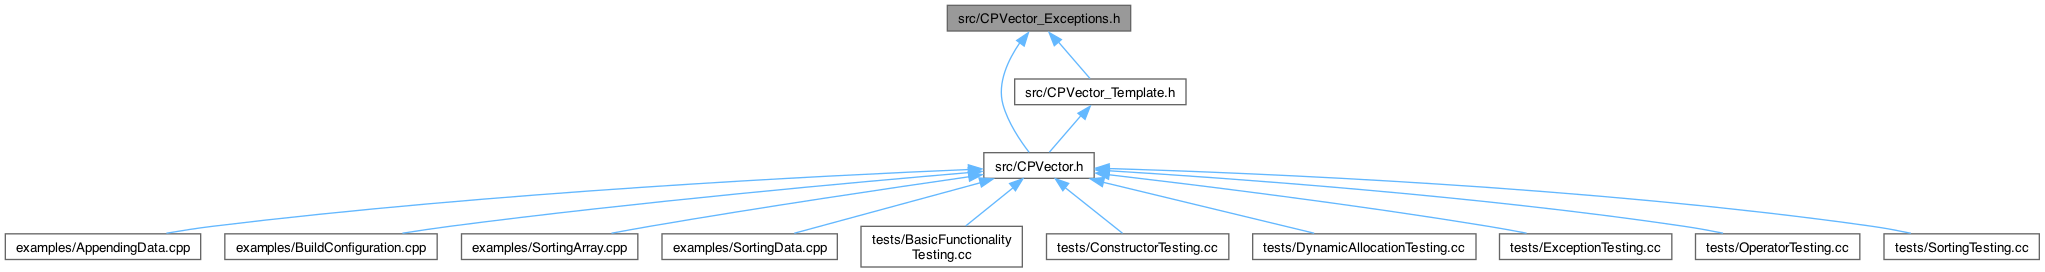 src/CPVector_Exceptions.h
src/CPVector_Template.h
src/CPVector.h
examples/AppendingData.cpp
examples/BuildConfiguration.cpp
examples/SortingArray.cpp
examples/SortingData.cpp
tests/BasicFunctionality
Testing.cc
tests/ConstructorTesting.cc
tests/DynamicAllocationTesting.cc
tests/ExceptionTesting.cc
tests/OperatorTesting.cc
tests/SortingTesting.cc